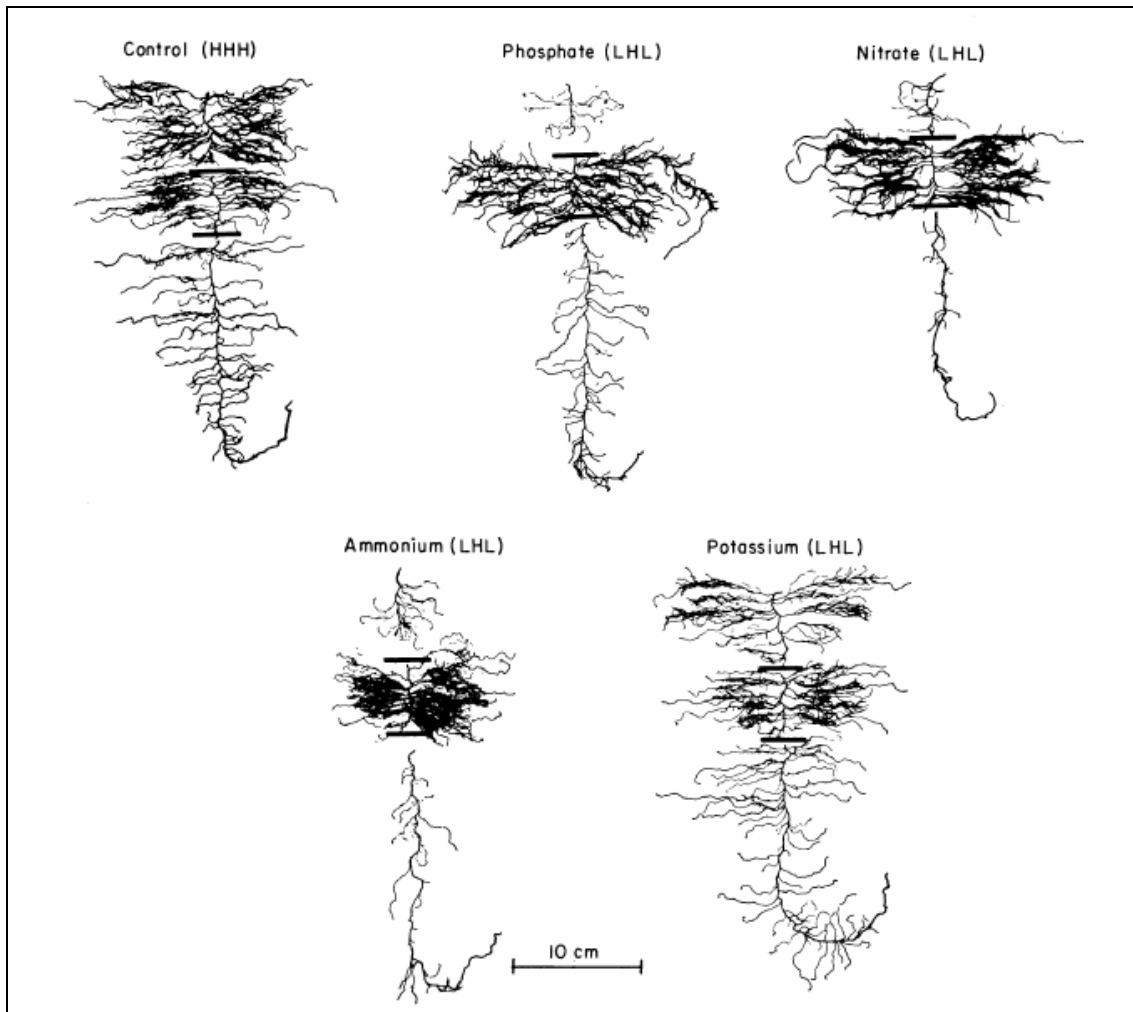 Control (HHH)
Phosphate (LHL)
Nitrate (LHL)
Ammonium (LHL)
Potassium (LHL)
10 cm